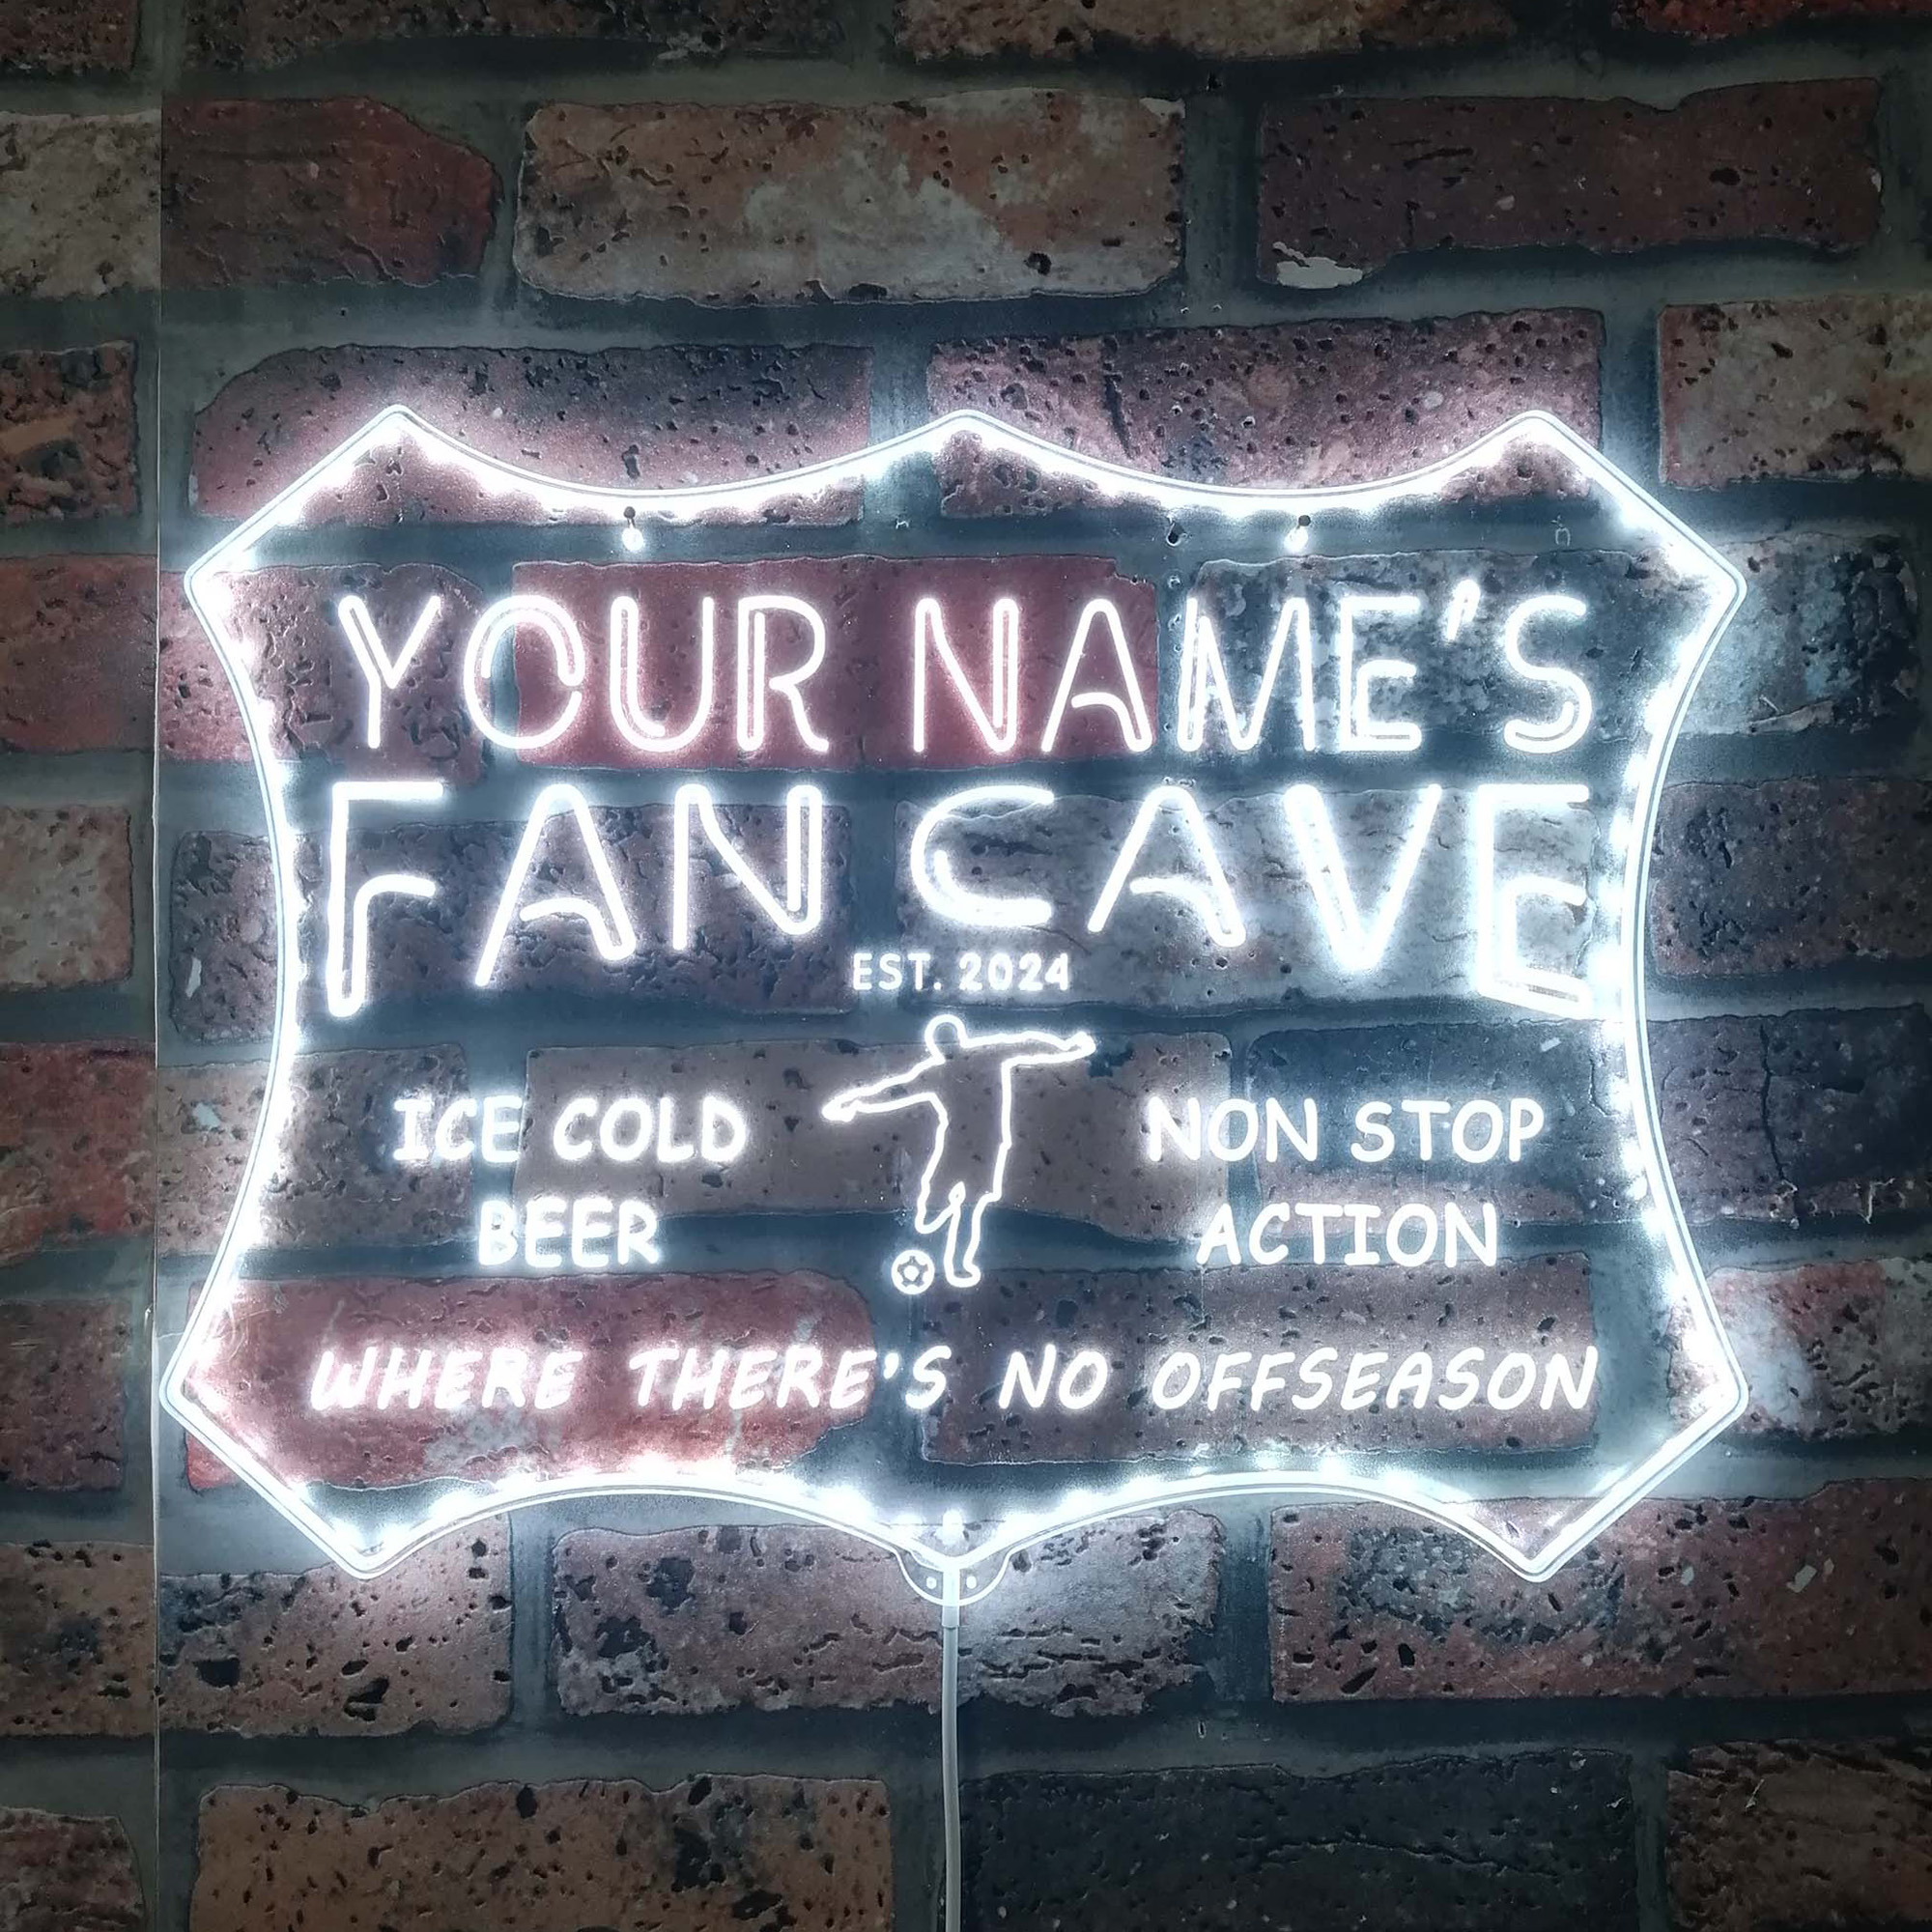 YOUR NAME'S
FAN CAVE
EST. 2024
ICE COLD
BEER
NON STOP
ACTION
WHERE THERE'S NO OFFSEASON